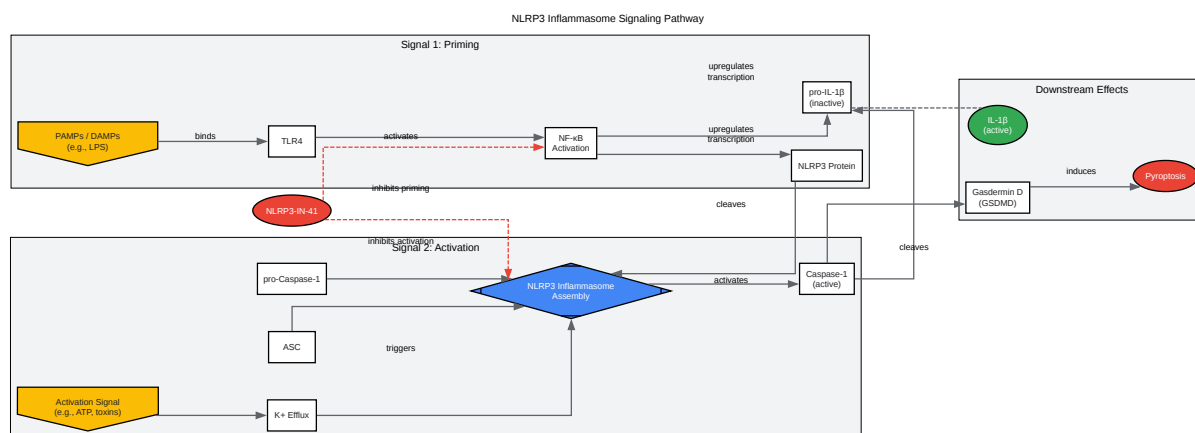 NLRP3 Inflammasome Signaling Pathway
Signal 1: Priming
upregulates
transcription
pro-IL-1β
(inactive)
Downstream Effects
IL-1β
(active)
PAMPs / DAMPs
(e.g., LPS)
binds
TLR4
activates
NF-κB
Activation
upregulates
transcription
NLRP3 Protein
induces
Pyroptosis
inhibits priming
Gasdermin D
(GSDMD)
NLRP3-IN-41
cleaves
inhibits activation
Signal 2: Activation
cleaves
pro-Caspase-1
NLRP3 Inflammasome
Assembly
activates
Caspase-1
(active)
ASC
triggers
Activation Signal
(e.g., ATP, toxins)
K+ Efflux